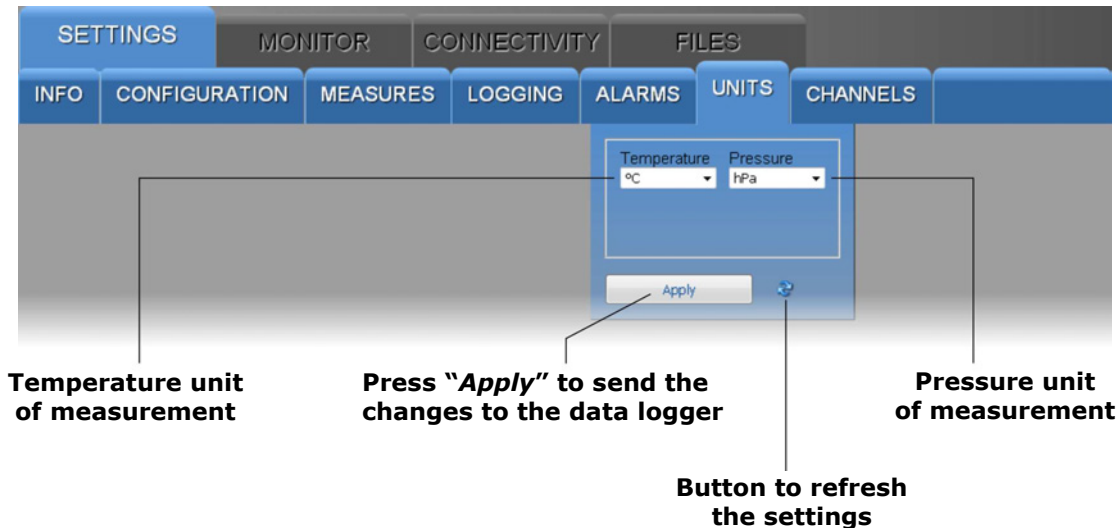 SETTINGS MONITOR CONNECTIVITY FILES
INFO CONFIGURATION MEASURES LOGGING ALARMS UNITS CHANNELS
Temperature Pressure
ºC hPa
Apply
Temperature unit
of measurement
Press “Apply” to send the
changes to the data logger
Pressure unit
of measurement
Button to refresh
the settings